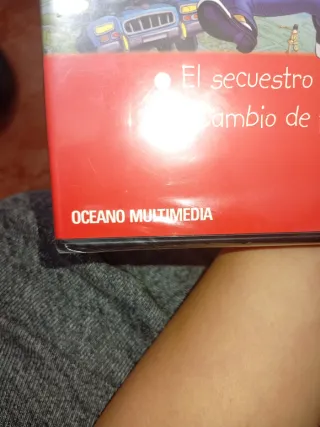 El secuestro
cambio de
OCEANO MULTIMEDIA